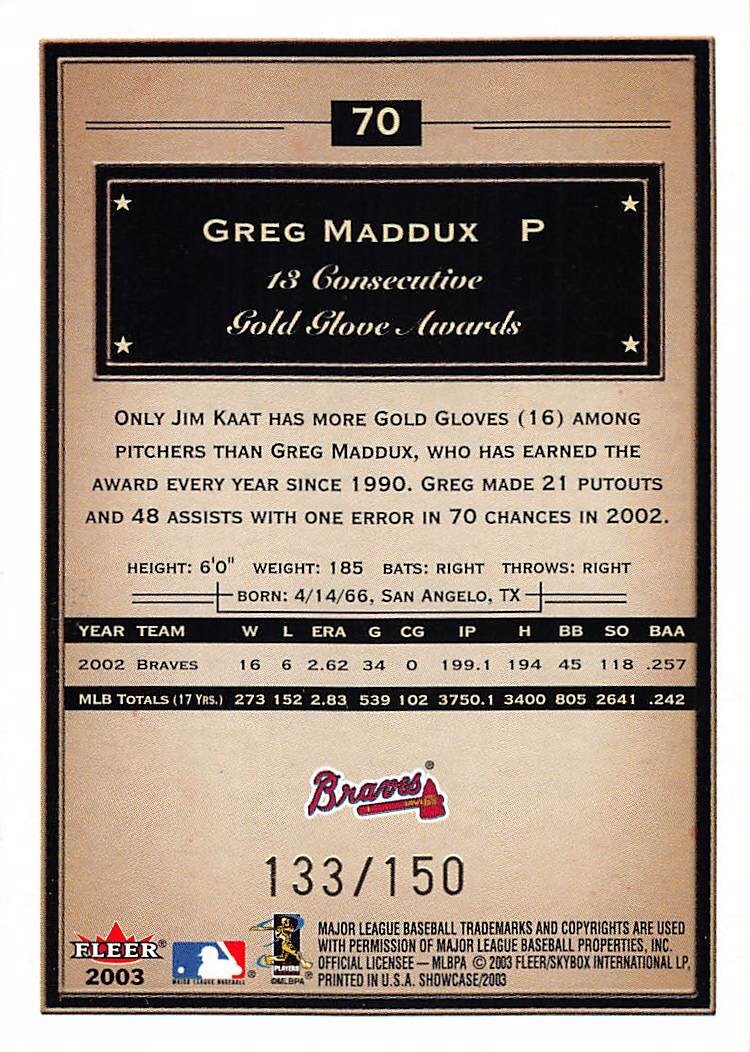 70
GREG MADDUX P
13 Consecutive
Gold Glove Awards
ONLY JIM KAAT HAS MORE GOLD GLOVES (16) AMONG
PITCHERS THAN GREG MADDUX, WHO HAS EARNED THE
AWARD EVERY YEAR SINCE 1990. GREG MADE 21 PUTOUTS
AND 48 ASSISTS WITH ONE ERROR IN 70 CHANCES IN 2002.
HEIGHT: 6'0" WEIGHT: 185 BATS: RIGHT THROWS: RIGHT
BORN: 4/14/66, SAN ANGELO, TX
YEAR TEAM W L ERA G CG IP H BB SO BAA
2002 BRAVES 16 6 2.62 34 0 199.1 194 45 118 .257
MLB TOTALS (17 YRS.) 273 152 2.83 539 102 3750.1 3400 805 2641 .242
Braves®
133/150
FLEER®
2003
MAJOR LEAGUE BASEBALL®
PLAYERS
©MLBPA
MAJOR LEAGUE BASEBALL TRADEMARKS AND COPYRIGHTS ARE USED
WITH PERMISSION OF MAJOR LEAGUE BASEBALL PROPERTIES, INC.
OFFICIAL LICENSEE — MLBPA © 2003 FLEER/SKYBOX INTERNATIONAL LP,
PRINTED IN U.S.A. SHOWCASE/2003